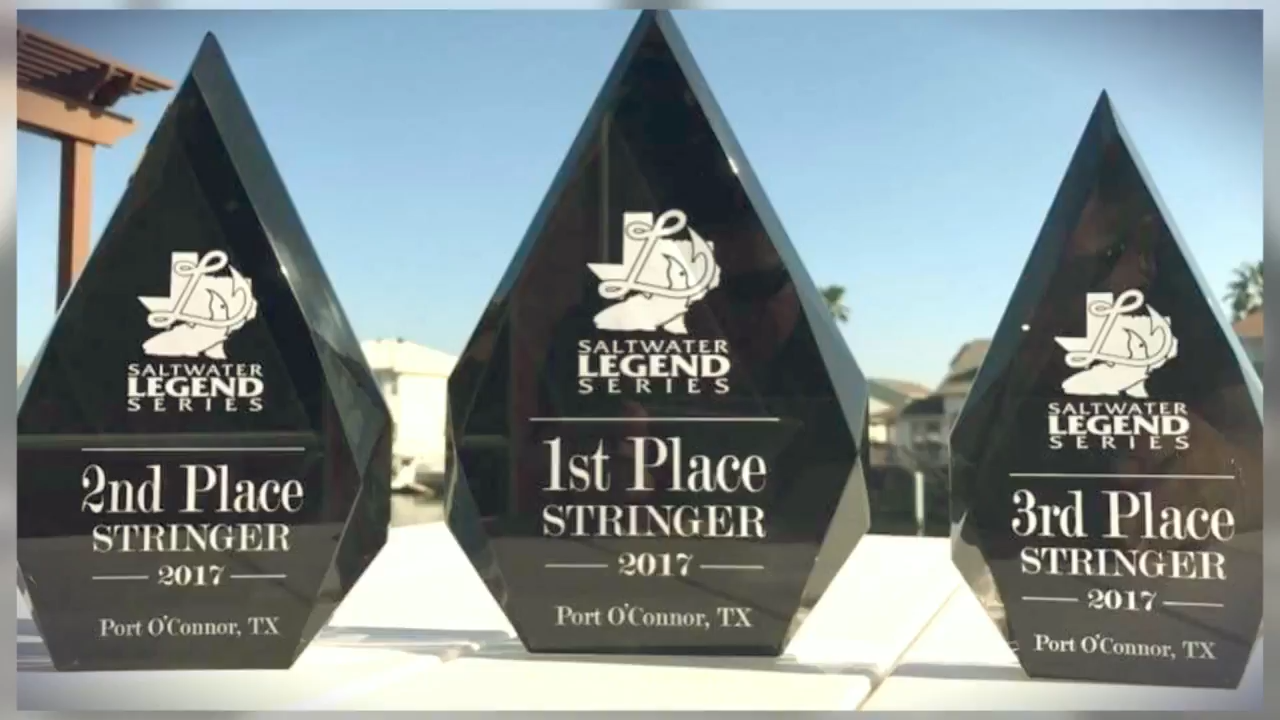 SALTWATER
LEGEND
SERIES
2nd Place
STRINGER
2017
Port O'Connor, TX
SALTWATER
LEGEND
SERIES
1st Place
STRINGER
2017
Port O'Connor, TX
SALTWATER
LEGEND
SERIES
3rd Place
STRINGER
2017
Port O'Connor, TX